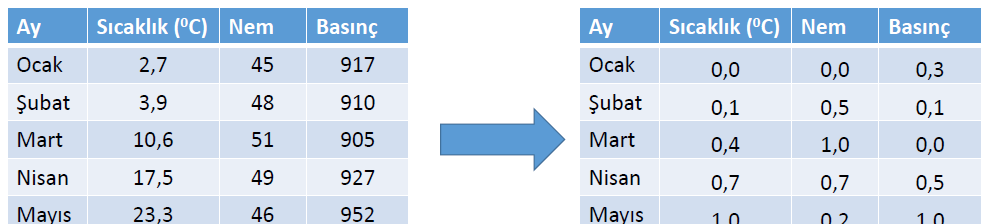 Ay Sıcaklık (⁰C) Nem Basınç
Ocak 2,7 45 917
Şubat 3,9 48 910
Mart 10,6 51 905
Nisan 17,5 49 927
Mayıs 23,3 46 952
Ay Sıcaklık (⁰C) Nem Basınç
Ocak 0,0 0,0 0,3
Şubat 0,1 0,5 0,1
Mart 0,4 1,0 0,0
Nisan 0,7 0,7 0,5
Mayıs 1,0 0,2 1,0